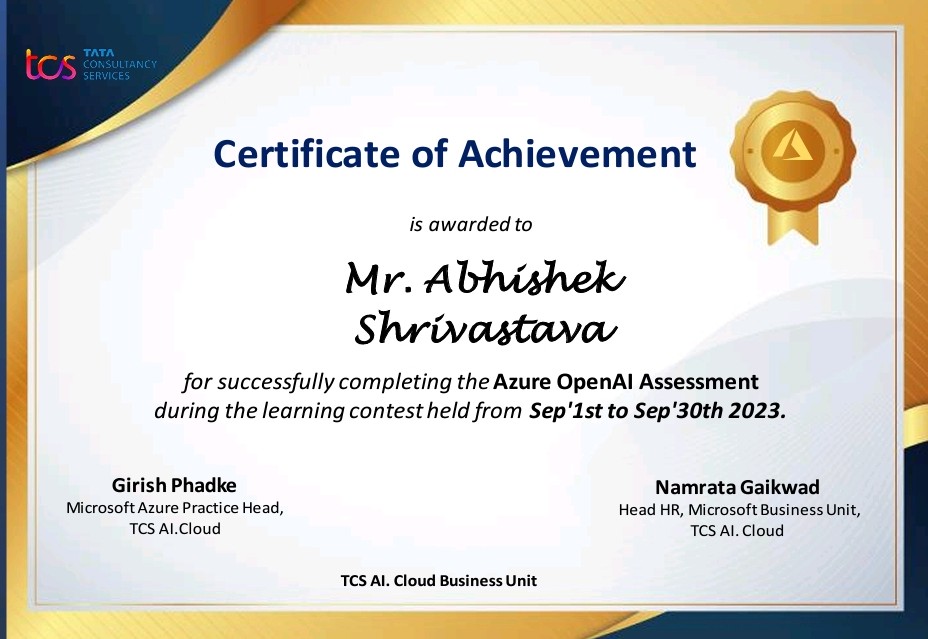 tcs TATA
CONSULTANCY
SERVICES
Certificate of Achievement
is awarded to
Mr. Abhishek
Shrivastava
for successfully completing the Azure OpenAI Assessment
during the learning contest held from Sep'1st to Sep'30th 2023.
Girish Phadke
Microsoft Azure Practice Head,
TCS AI.Cloud
Namrata Gaikwad
Head HR, Microsoft Business Unit,
TCS AI. Cloud
TCS AI. Cloud Business Unit